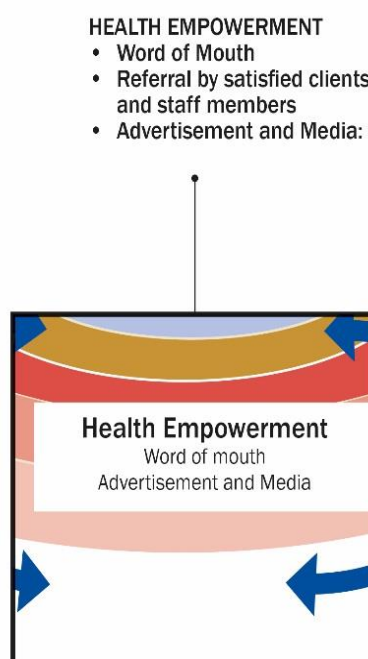 HEALTH EMPOWERMENT
• Word of Mouth
• Referral by satisfied clients
and staff members
• Advertisement and Media:
Health Empowerment
Word of mouth
Advertisement and Media